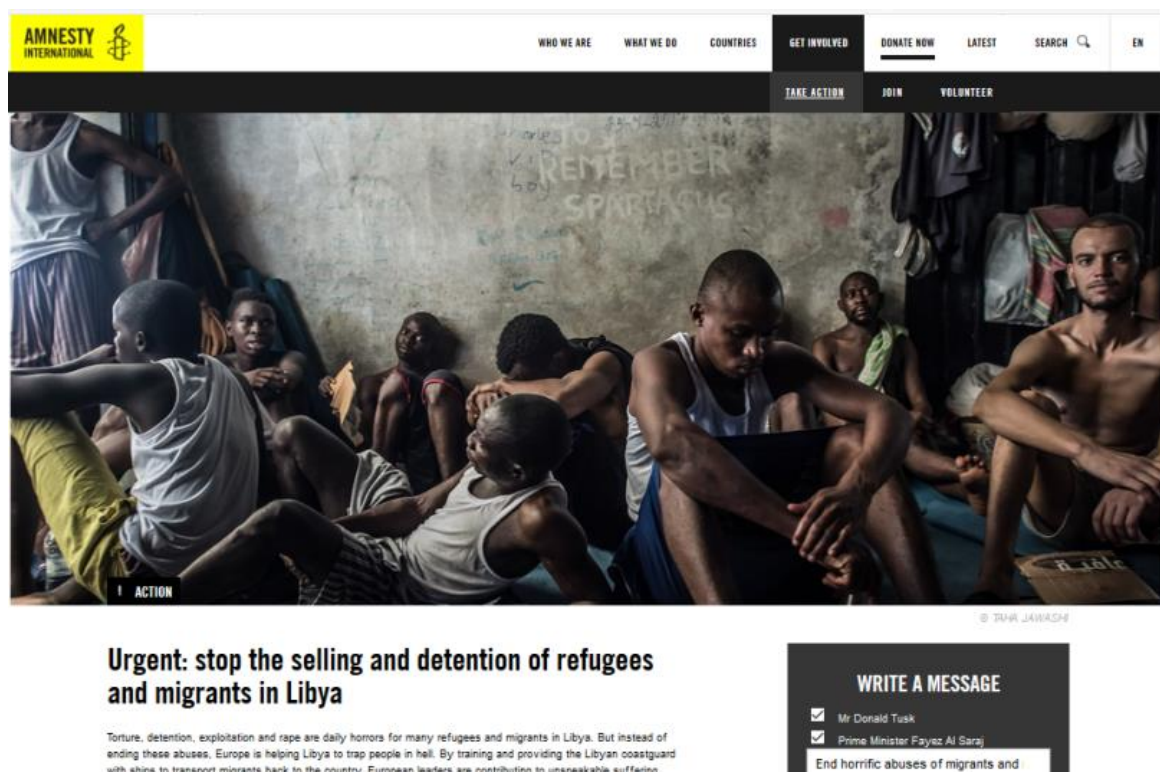 AMNESTY
INTERNATIONAL
WHO WE ARE
WHAT WE DO
COUNTRIES
GET INVOLVED
DONATE NOW
LATEST
SEARCH
EN
TAKE ACTION
JOIN
VOLUNTEER
REMEMBER
SPARTACUS
ACTION
© TAHA JAWASHI
Urgent: stop the selling and detention of refugees
and migrants in Libya
Torture, detention, exploitation and rape are daily horrors for many refugees and migrants in Libya. But instead of
ending these abuses, Europe is helping Libya to trap people in hell. By training and providing the Libyan coastguard
with ships to transport migrants back to the country, European leaders are contributing to unspeakable suffering.
WRITE A MESSAGE
Mr Donald Tusk
Prime Minister Fayez Al Saraj
End horrific abuses of migrants and